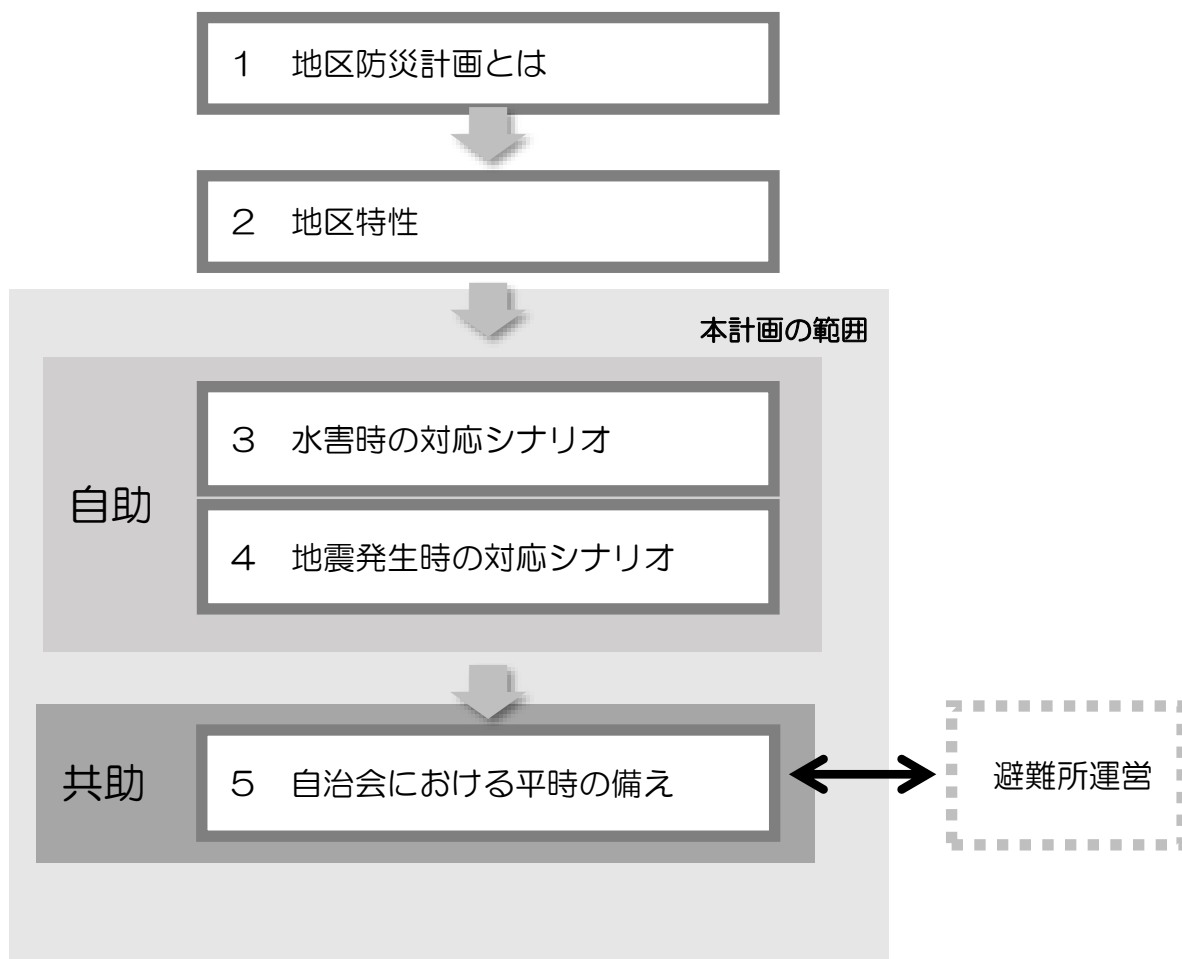 １　地区防災計画とは
２　地区特性
本計画の範囲
自助
３　水害時の対応シナリオ
４　地震発生時の対応シナリオ
共助
５　自治会における平時の備え
避難所運営